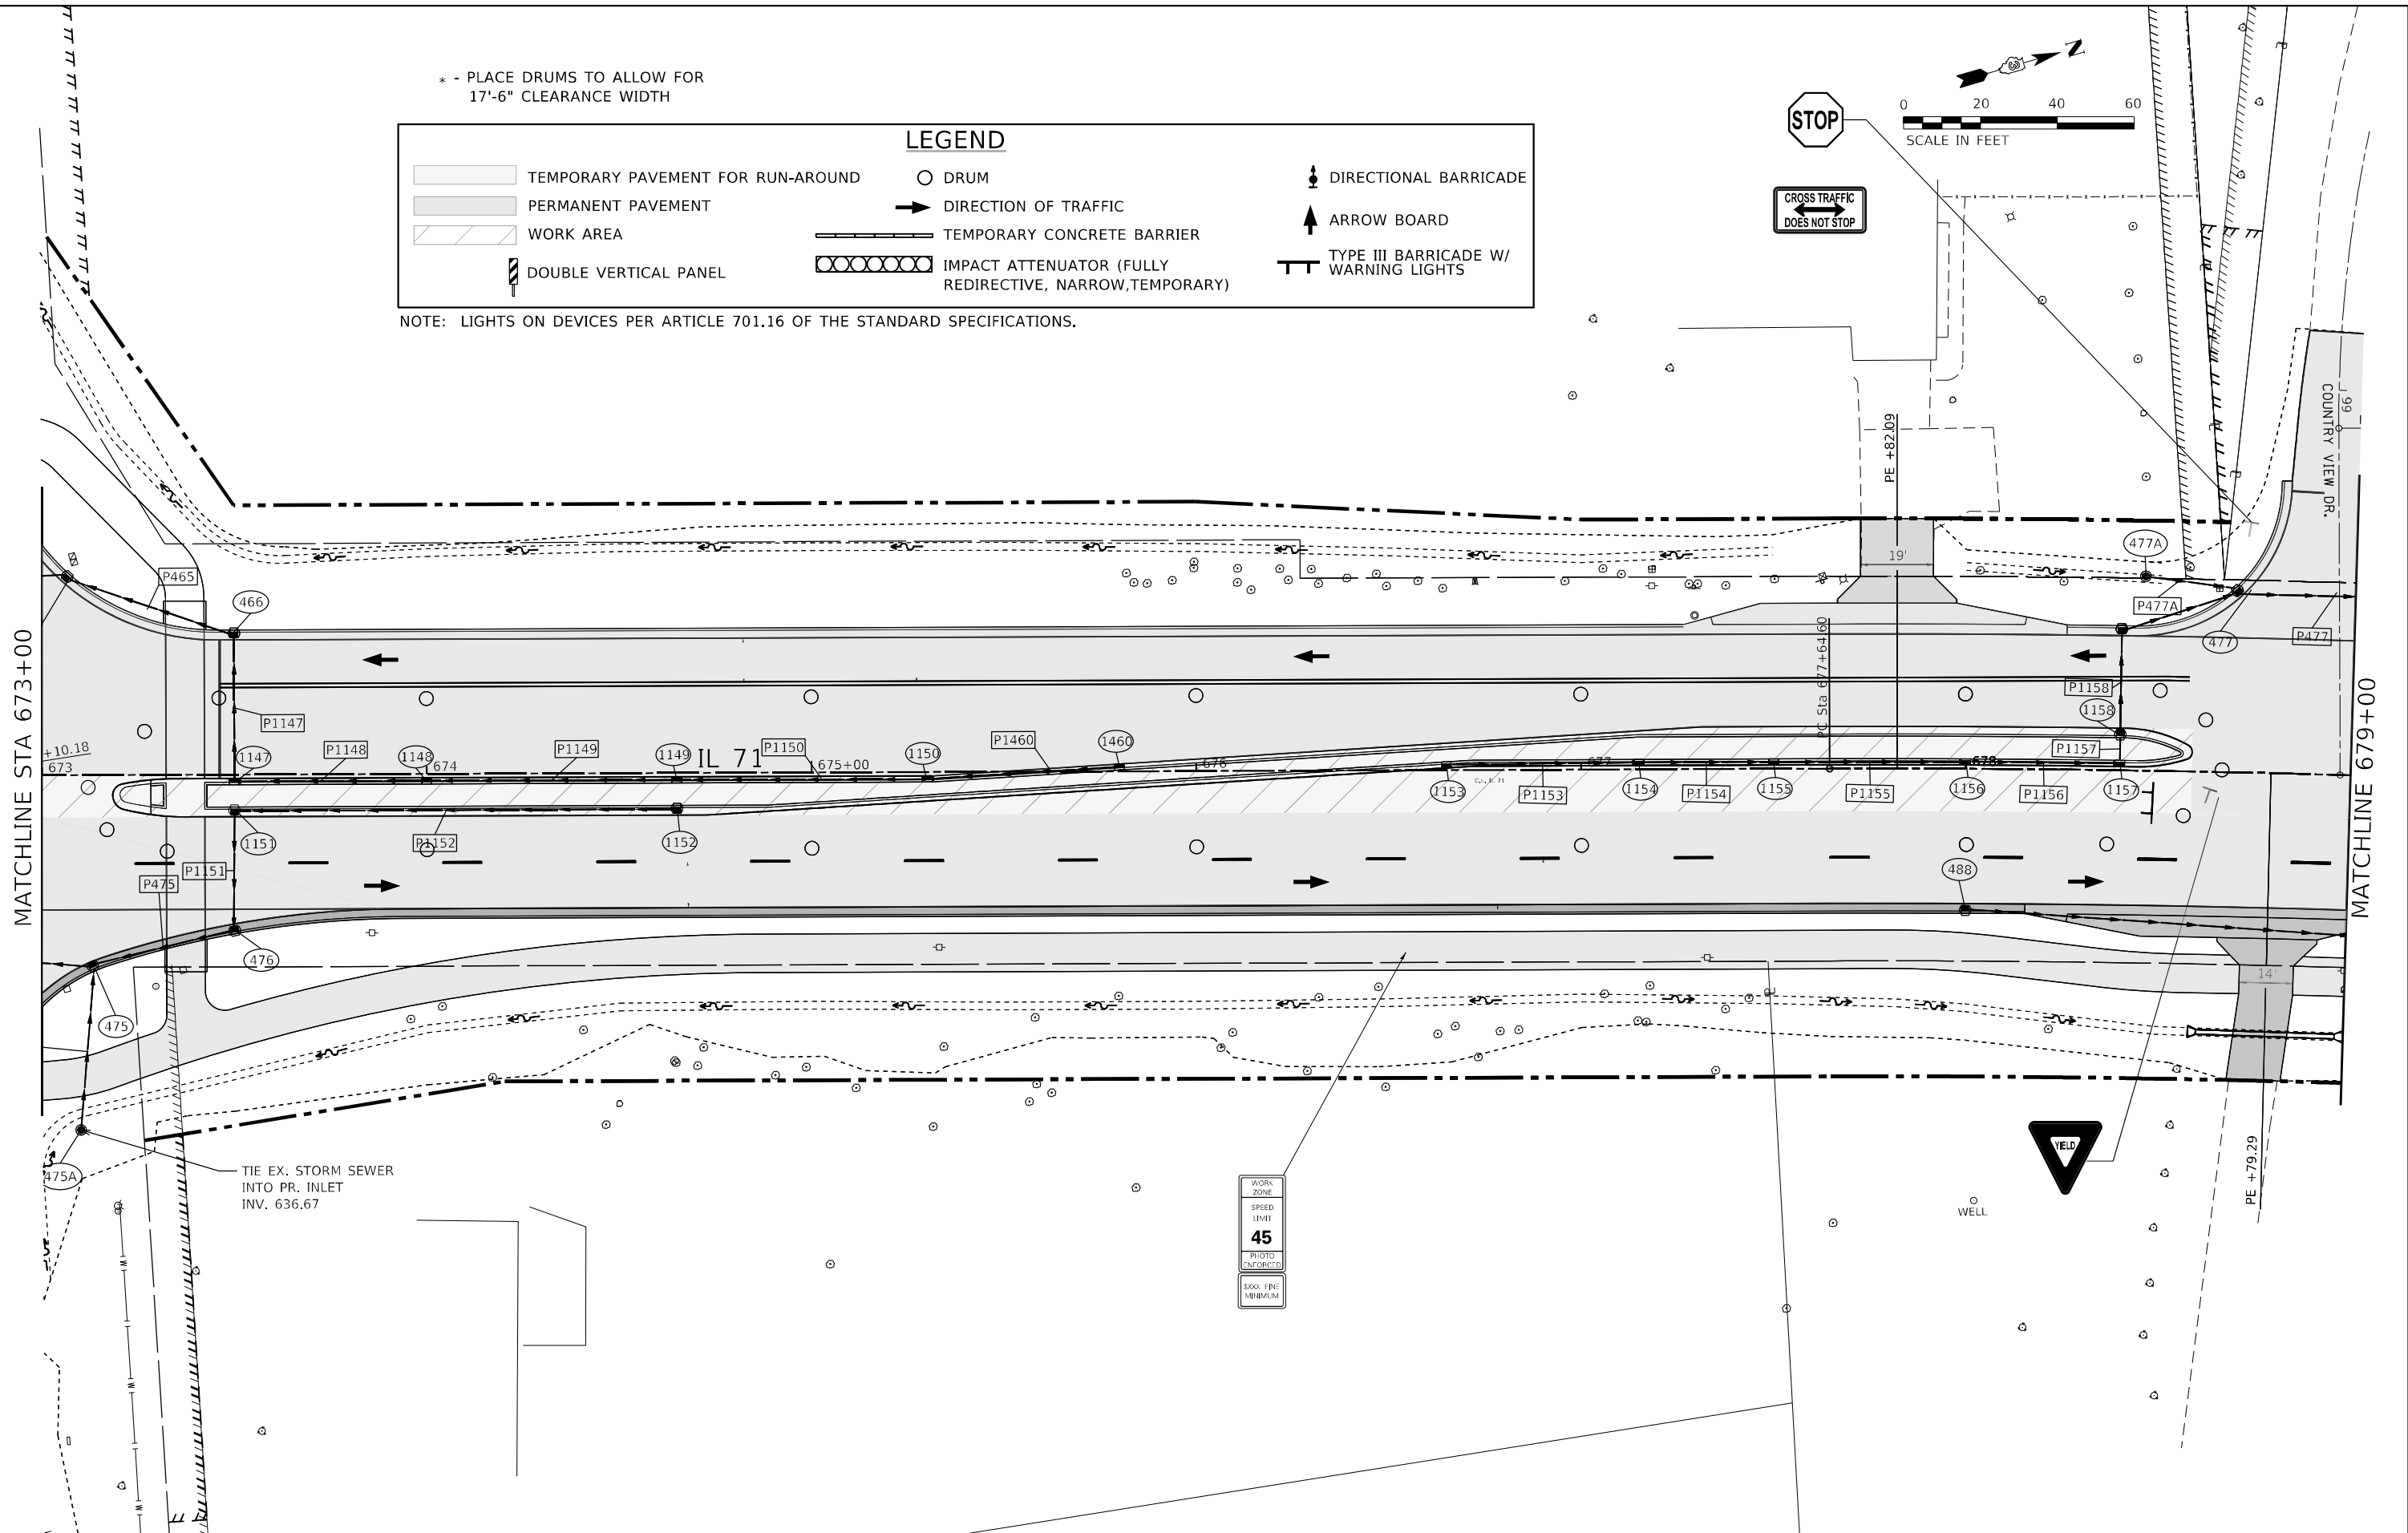 * - PLACE DRUMS TO ALLOW FOR
17'-6" CLEARANCE WIDTH
LEGEND
TEMPORARY PAVEMENT FOR RUN-AROUND
PERMANENT PAVEMENT
WORK AREA
DOUBLE VERTICAL PANEL
DRUM
DIRECTION OF TRAFFIC
TEMPORARY CONCRETE BARRIER
IMPACT ATTENUATOR (FULLY
REDIRECTIVE, NARROW,TEMPORARY)
DIRECTIONAL BARRICADE
ARROW BOARD
TYPE III BARRICADE W/
WARNING LIGHTS
NOTE: LIGHTS ON DEVICES PER ARTICLE 701.16 OF THE STANDARD SPECIFICATIONS.
STOP
CROSS TRAFFIC
DOES NOT STOP
N
0 20 40 60
SCALE IN FEET
COUNTRY VIEW DR.
99
PE +82.09
19'
477A
P477A
477
P477
P465
466
PC Sta 677+64.60
P1158
1158
P1157
P1147
1147
P1148
1148
674
P1149
1149
IL 71
P1150
675+00
1150
P1460
1460
676
677
678
+10.18
673
MATCHLINE STA 673+00
MATCHLINE 679+00
1153
P1153
1154
P1154
1155
P1155
1156
P1156
1157
1151
P1152
1152
P1151
P475
488
476
475
14'
475A
TIE EX. STORM SEWER
INTO PR. INLET
INV. 636.67
WORK
ZONE
SPEED
LIMIT
45
PHOTO
ENFORCED
$XXX FINE
MINIMUM
YIELD
WELL
PE +79.29
W
W
W
W